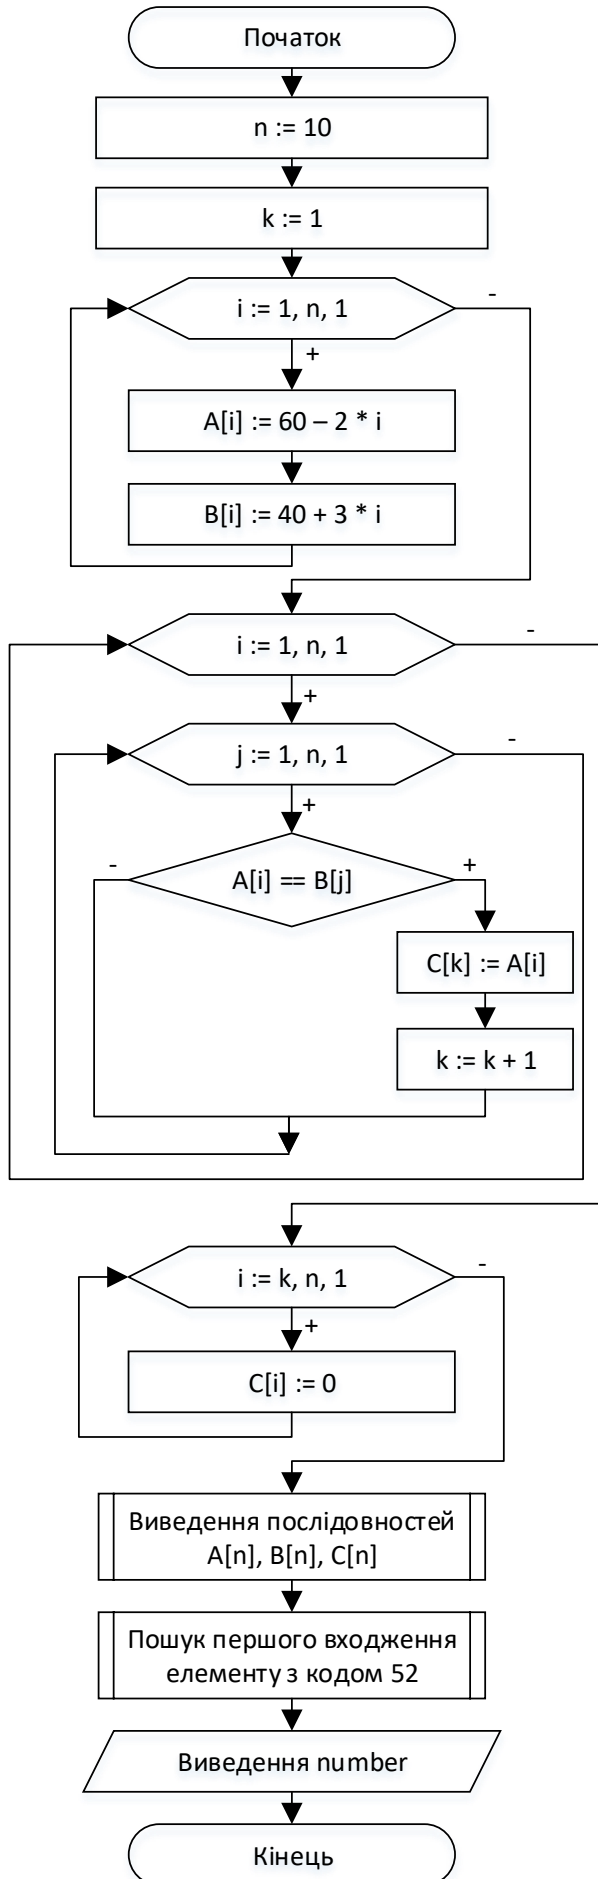 Початок
n := 10
k := 1
i := 1, n, 1
-
+
A[i] := 60 – 2 * i
B[i] := 40 + 3 * i
i := 1, n, 1
-
+
j := 1, n, 1
-
+
A[i] == B[j]
-
+
C[k] := A[i]
k := k + 1
i := k, n, 1
-
+
C[i] := 0
Виведення послідовностей
A[n], B[n], C[n]
Пошук першого входження
елементу з кодом 52
Виведення number
Кінець